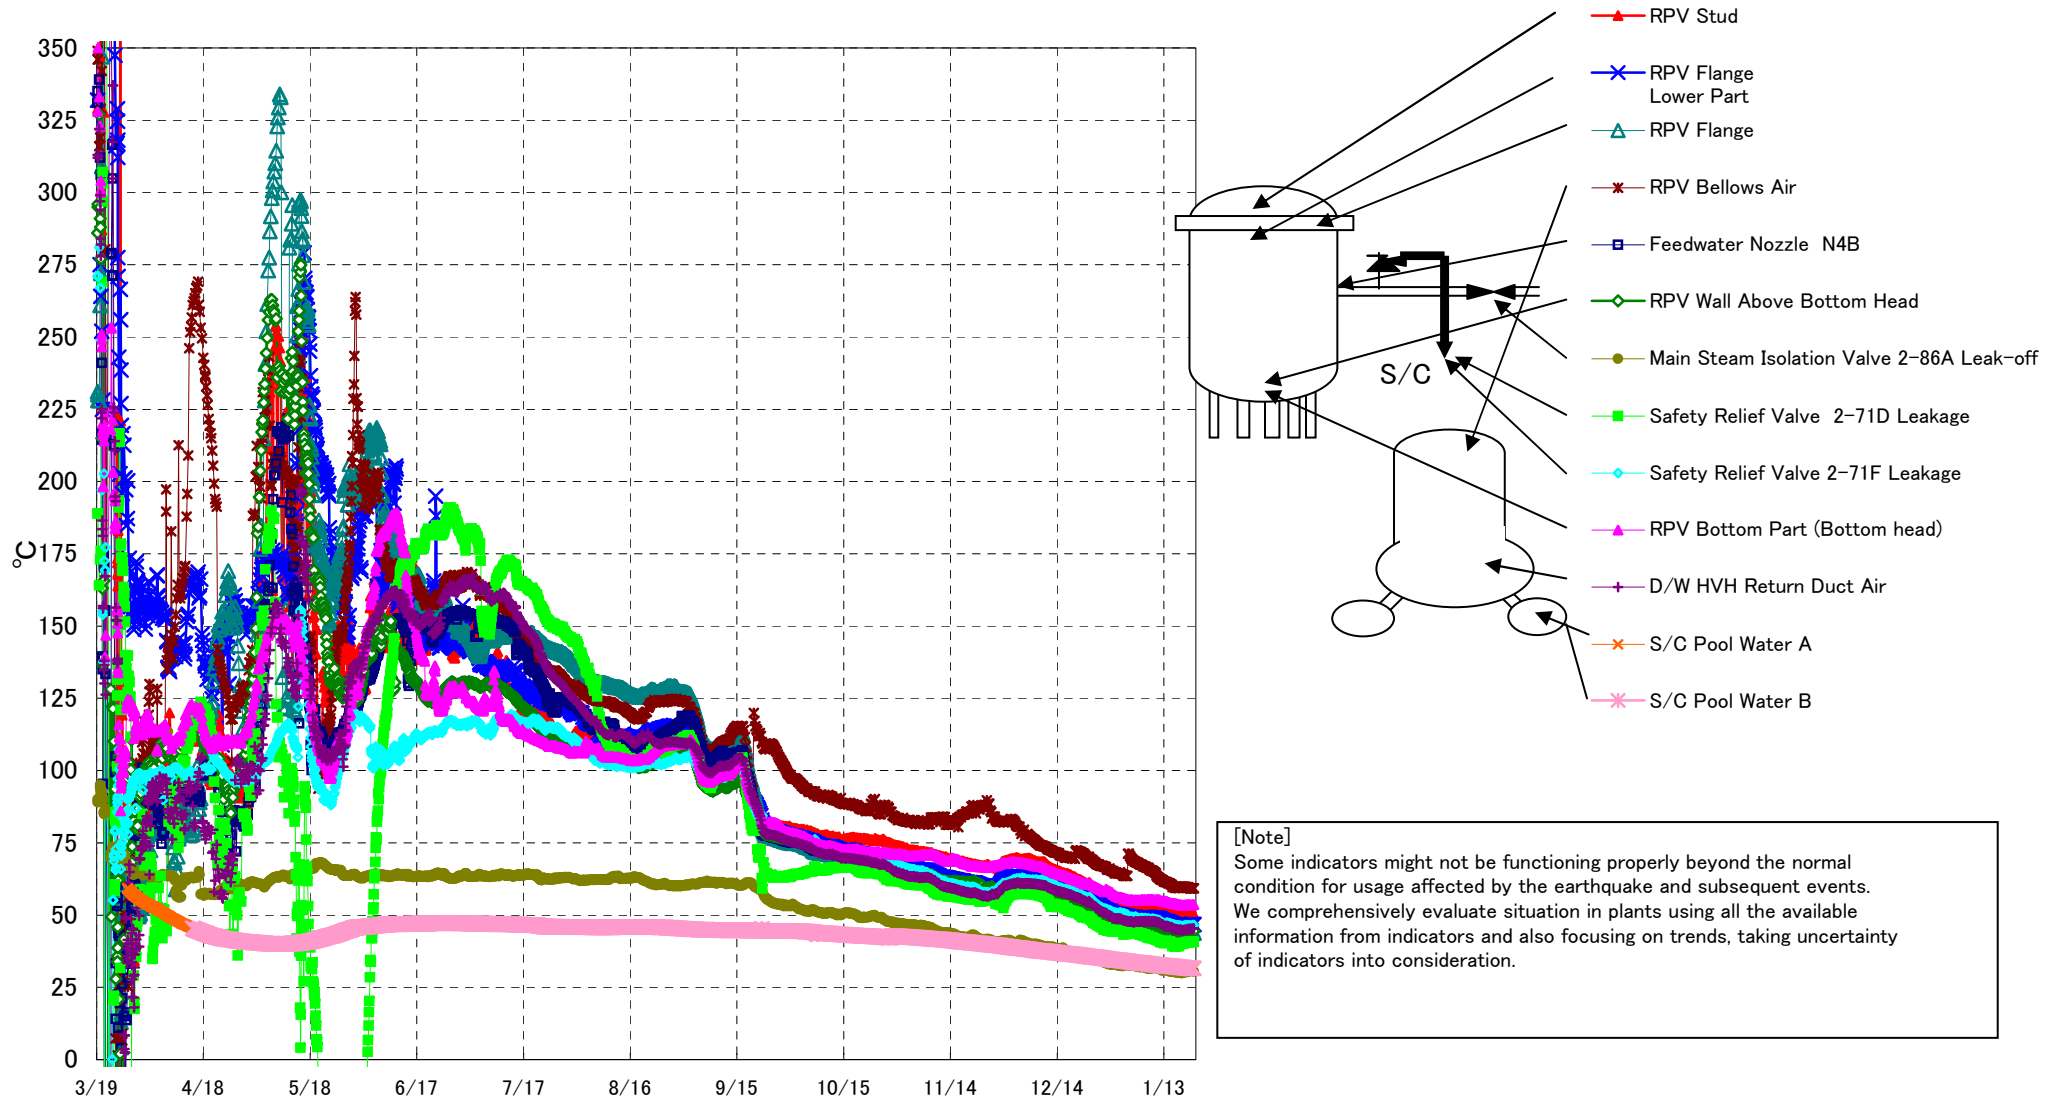 350
325
300
275
250
225
200
175
150
125
100
75
50
25
0
℃
3/19 4/18 5/18 6/17 7/17 8/16 9/15 10/15 11/14 12/14 1/13
RPV Stud
RPV Flange
Lower Part
RPV Flange
RPV Bellows Air
Feedwater Nozzle N4B
RPV Wall Above Bottom Head
Main Steam Isolation Valve 2-86A Leak-off
Safety Relief Valve 2-71D Leakage
Safety Relief Valve 2-71F Leakage
RPV Bottom Part (Bottom head)
D/W HVH Return Duct Air
S/C Pool Water A
S/C Pool Water B
S/C
[Note]
Some indicators might not be functioning properly beyond the normal
condition for usage affected by the earthquake and subsequent events.
We comprehensively evaluate situation in plants using all the available
information from indicators and also focusing on trends, taking uncertainty
of indicators into consideration.